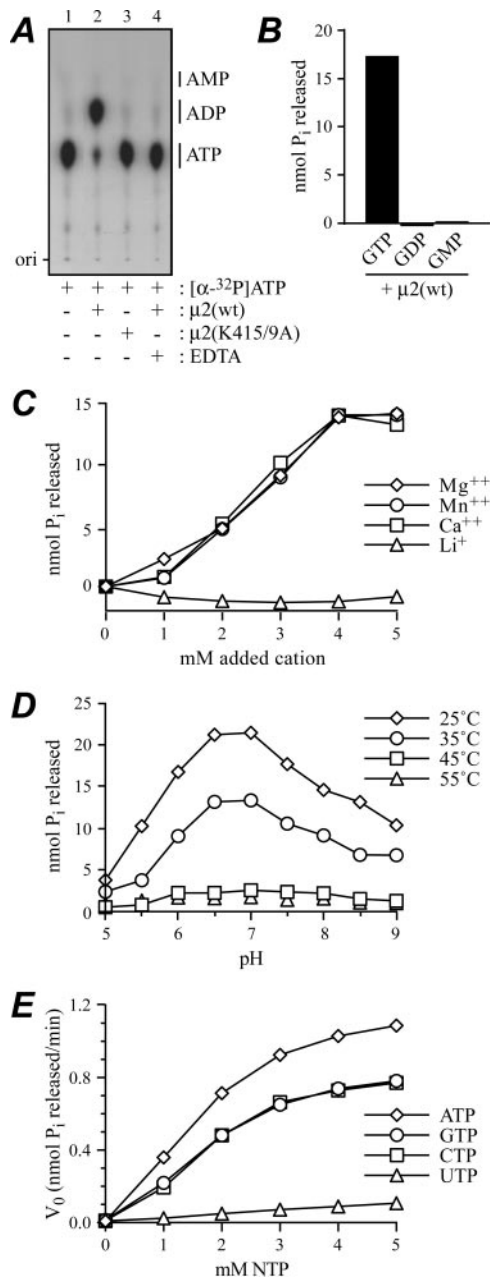 A
1 2 3 4
AMP
ADP
ATP
ori
+ + + + : [α-³²P]ATP
- + - + : μ2(wt)
- - + - : μ2(K415/9A)
- - - + : EDTA
B
nmol Pᵢ released
20
15
10
5
0
GTP GDP GMP
+ μ2(wt)
C
nmol Pᵢ released
15
10
5
0
0 1 2 3 4 5
mM added cation
Mg⁺⁺
Mn⁺⁺
Ca⁺⁺
Li⁺
D
nmol Pᵢ released
25
20
15
10
5
0
5 6 7 8 9
pH
25˚C
35˚C
45˚C
55˚C
E
V₀ (nmol Pᵢ released/min)
1.2
0.8
0.4
0.0
0 1 2 3 4 5
mM NTP
ATP
GTP
CTP
UTP